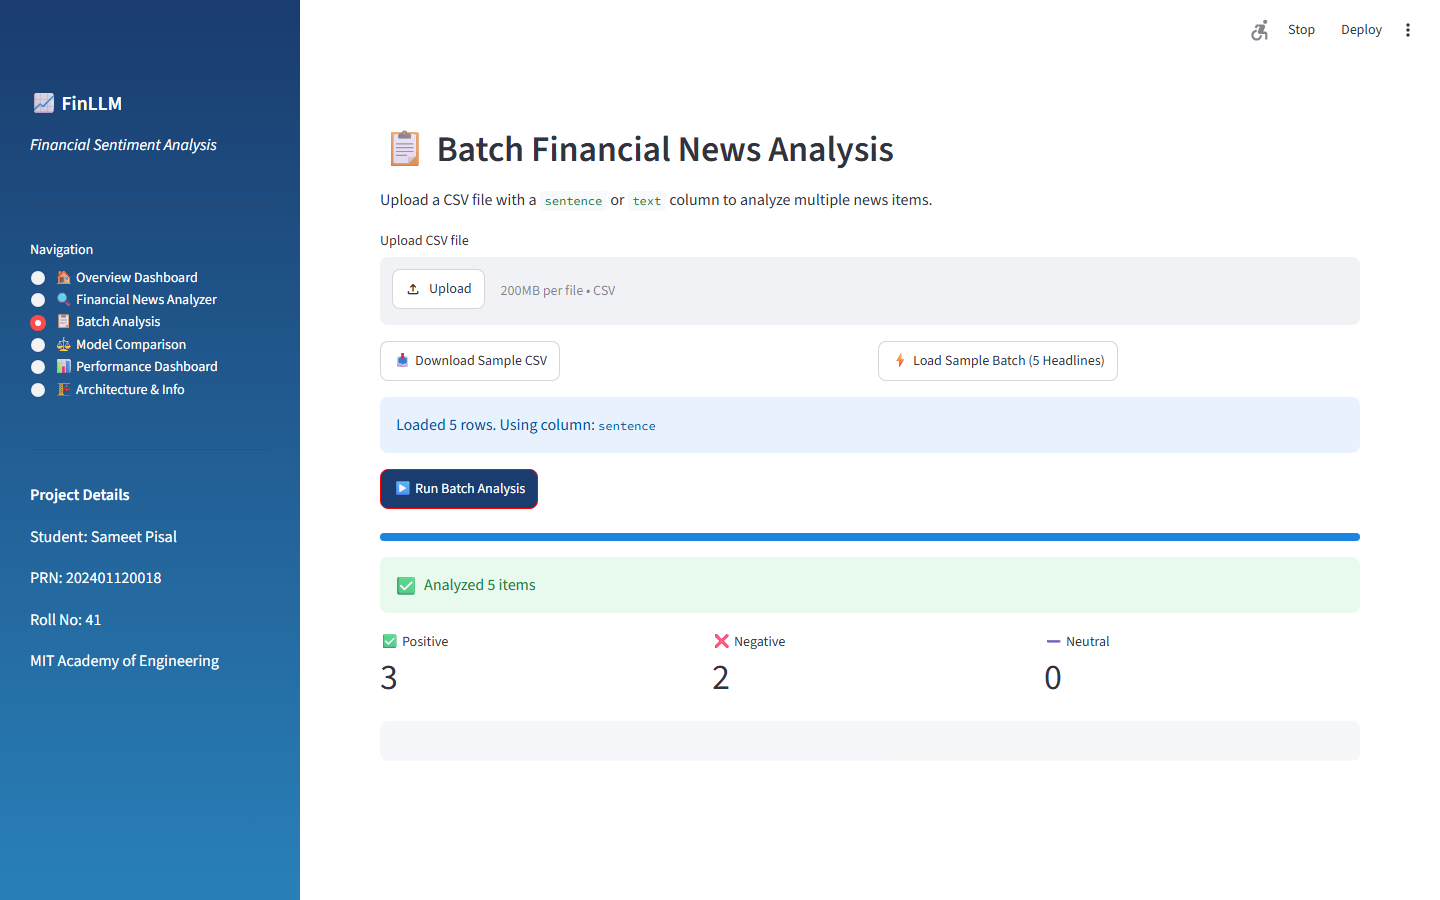 Stop
Deploy
FinLLM
Financial Sentiment Analysis
Navigation
Overview Dashboard
Financial News Analyzer
Batch Analysis
Model Comparison
Performance Dashboard
Architecture & Info
Project Details
Student: Sameet Pisal
PRN: 202401120018
Roll No: 41
MIT Academy of Engineering
Batch Financial News Analysis
Upload a CSV file with a sentence or text column to analyze multiple news items.
Upload CSV file
Upload
200MB per file • CSV
Download Sample CSV
Load Sample Batch (5 Headlines)
Loaded 5 rows. Using column: sentence
Run Batch Analysis
Analyzed 5 items
Positive
3
Negative
2
Neutral
0